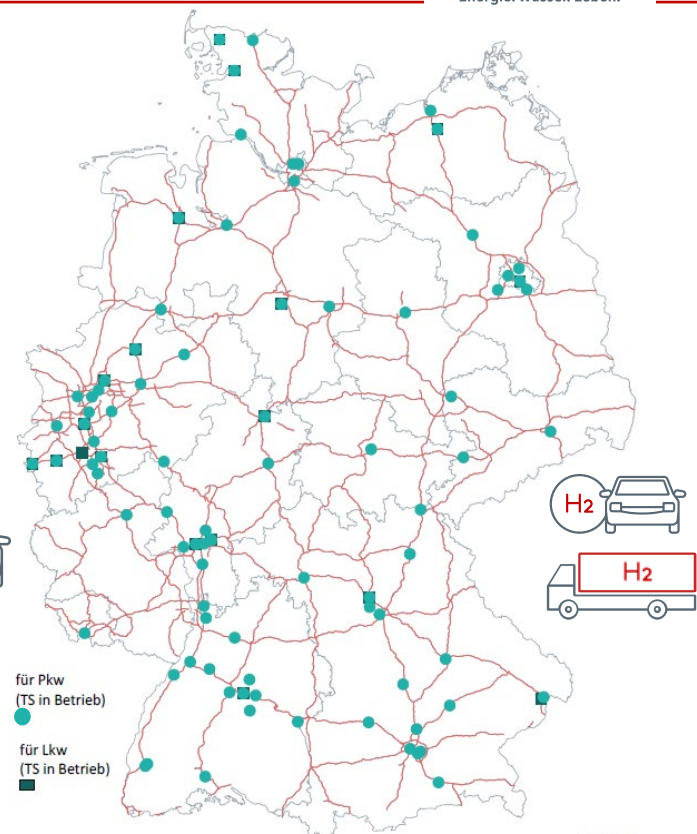 H2
H2
für Pkw
(TS in Betrieb)
für Lkw
(TS in Betrieb)